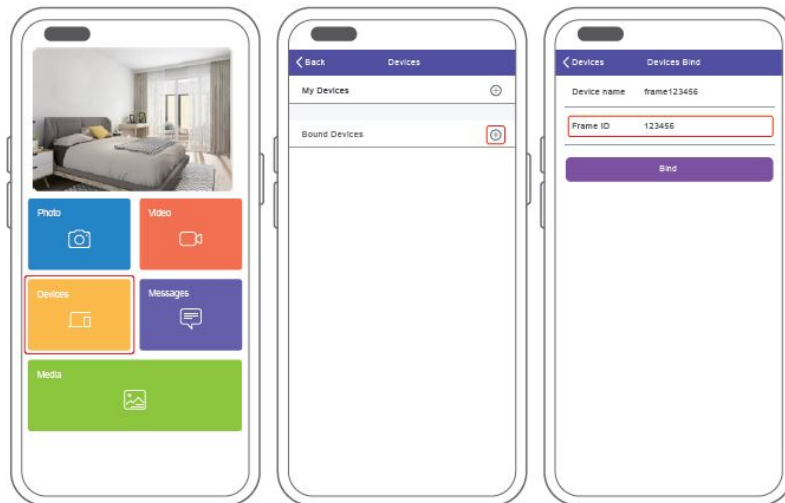 Photo
Video
Devices
Messages
Media
Back Devices
My Devices
Bound Devices
Devices Devices Bind
Device name frame123456
Frame ID 123456
Bind